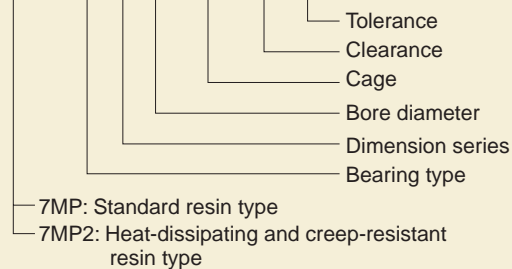 Tolerance
Clearance
Cage
Bore diameter
Dimension series
Bearing type
7MP: Standard resin type
7MP2: Heat-dissipating and creep-resistant
resin type